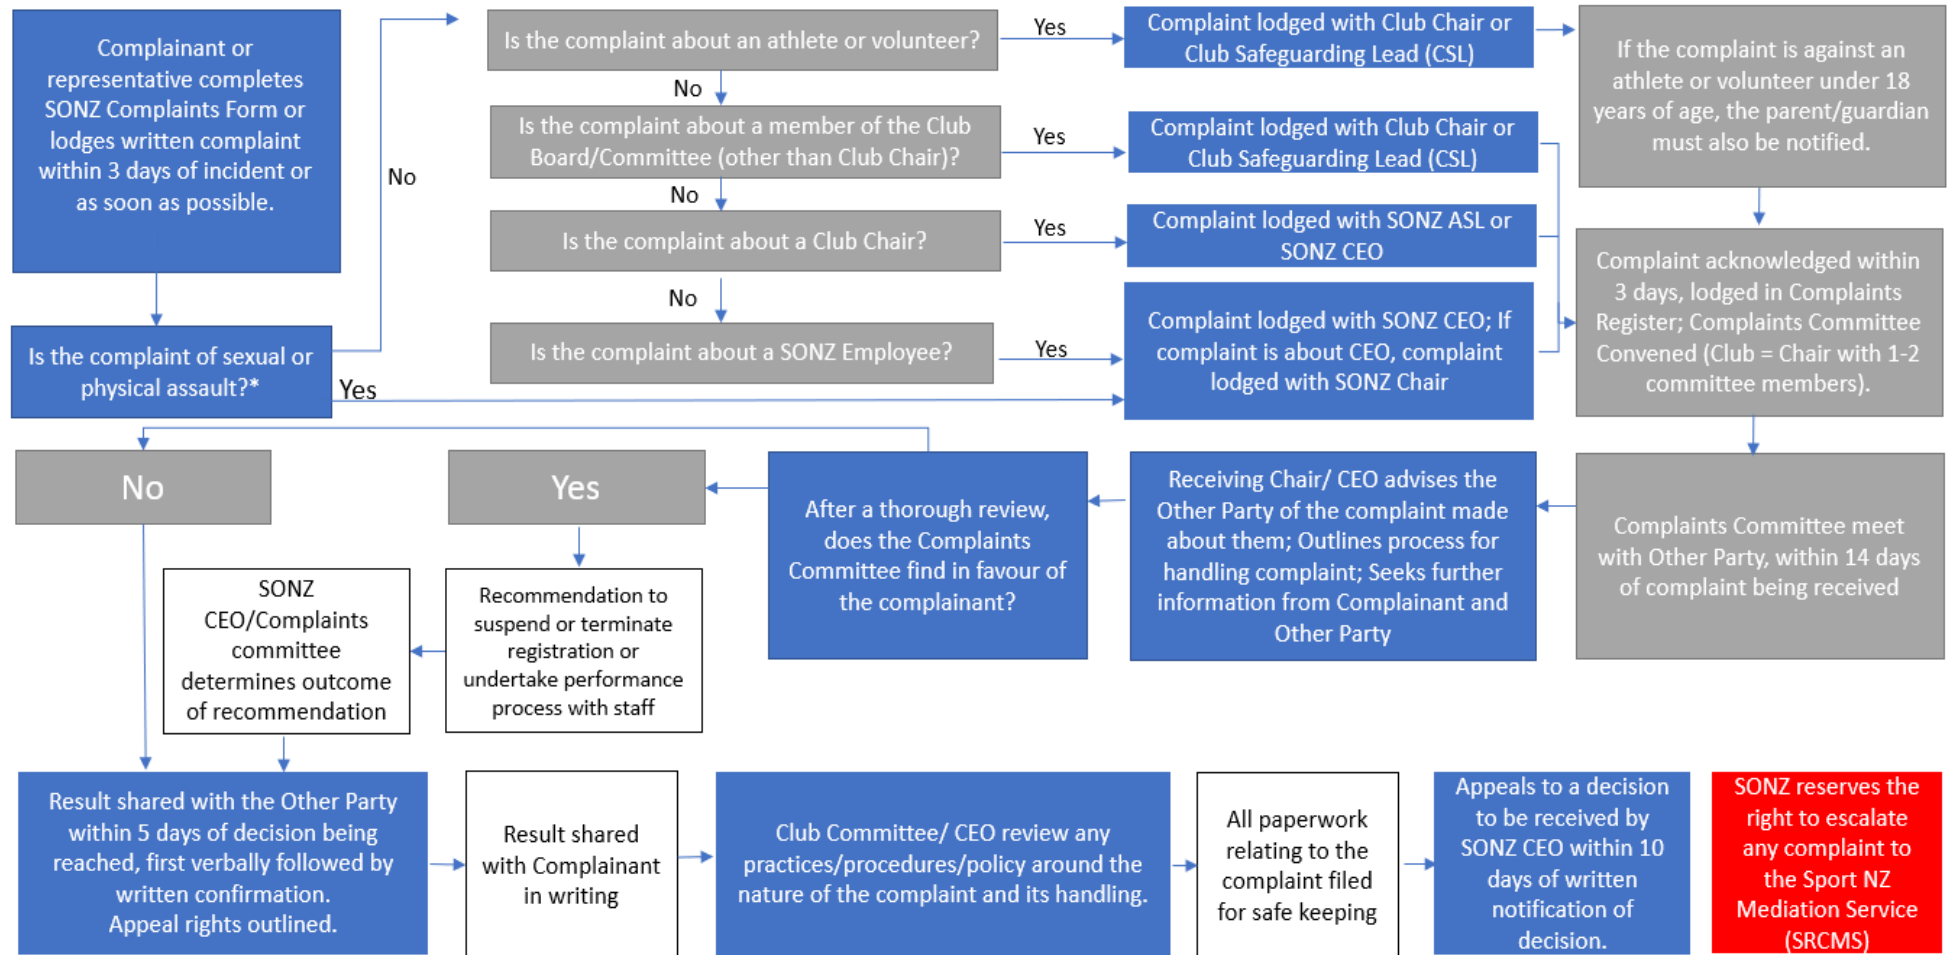 Complainant or
representative completes
SONZ Complaints Form or
lodges written complaint
within 3 days of incident or
as soon as possible.
No
Is the complaint of sexual or
physical assault?*
Yes
Is the complaint about an athlete or volunteer?
Yes
Complaint lodged with Club Chair or
Club Safeguarding Lead (CSL)
If the complaint is against an
athlete or volunteer under 18
years of age, the parent/guardian
must also be notified.
No
Is the complaint about a member of the Club
Board/Committee (other than Club Chair)?
Yes
Complaint lodged with Club Chair or
Club Safeguarding Lead (CSL)
No
Is the complaint about a Club Chair?
Yes
Complaint lodged with SONZ ASL or
SONZ CEO
No
Is the complaint about a SONZ Employee?
Yes
Complaint lodged with SONZ CEO; If
complaint is about CEO, complaint
lodged with SONZ Chair
Complaint acknowledged within
3 days, lodged in Complaints
Register; Complaints Committee
Convened (Club = Chair with 1-2
committee members).
Complaints Committee meet
with Other Party, within 14 days
of complaint being received
Receiving Chair/ CEO advises the
Other Party of the complaint made
about them; Outlines process for
handling complaint; Seeks further
information from Complainant and
Other Party
After a thorough review,
does the Complaints
Committee find in favour of
the complainant?
Yes
No
Recommendation to
suspend or terminate
registration or
undertake performance
process with staff
SONZ
CEO/Complaints
committee
determines outcome
of recommendation
Result shared with the Other Party
within 5 days of decision being
reached, first verbally followed by
written confirmation.
Appeal rights outlined.
Result shared
with Complainant
in writing
Club Committee/ CEO review any
practices/procedures/policy around the
nature of the complaint and its handling.
All paperwork
relating to the
complaint filed
for safe keeping
Appeals to a decision
to be received by
SONZ CEO within 10
days of written
notification of
decision.
SONZ reserves the
right to escalate
any complaint to
the Sport NZ
Mediation Service
(SRCMS)